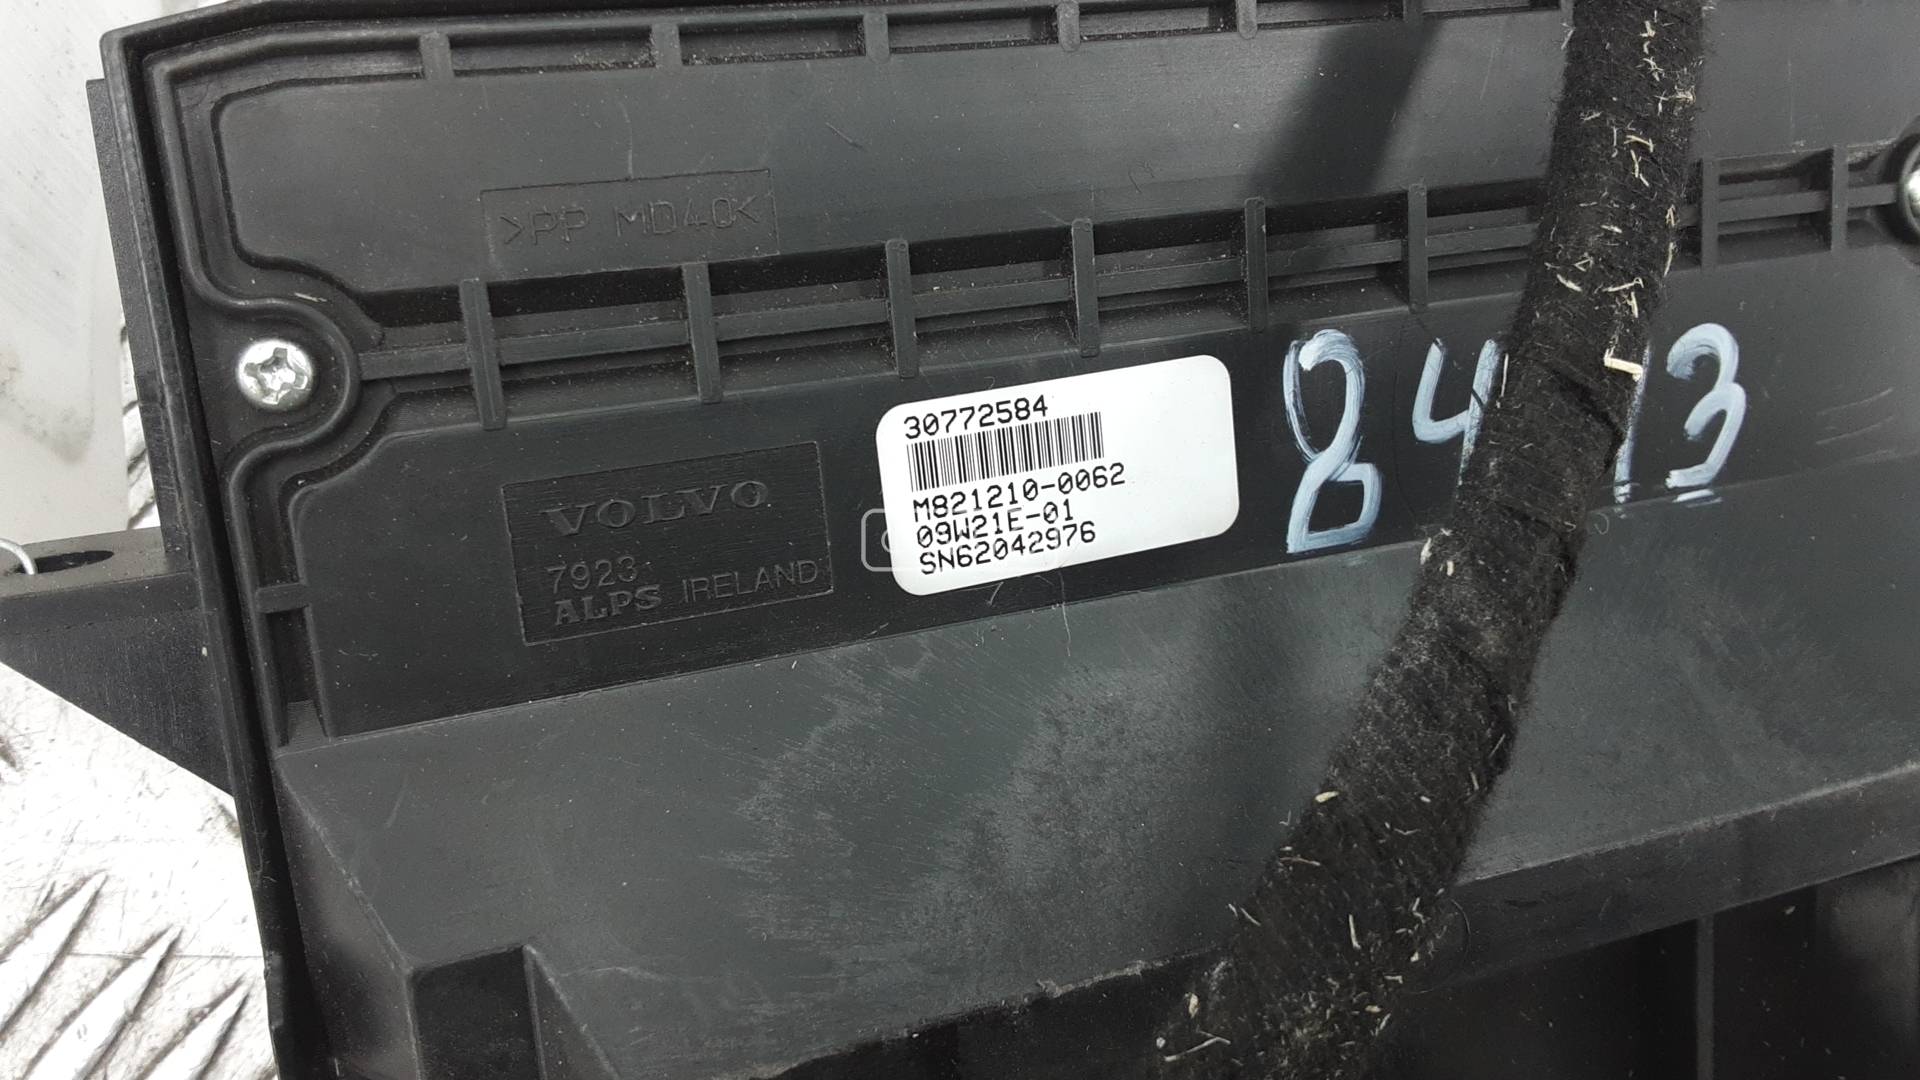 >PP MD40<
30772584
M821210-0062
09W21E-01
SN62042976
VOLVO
7923
ALPS IRELAND